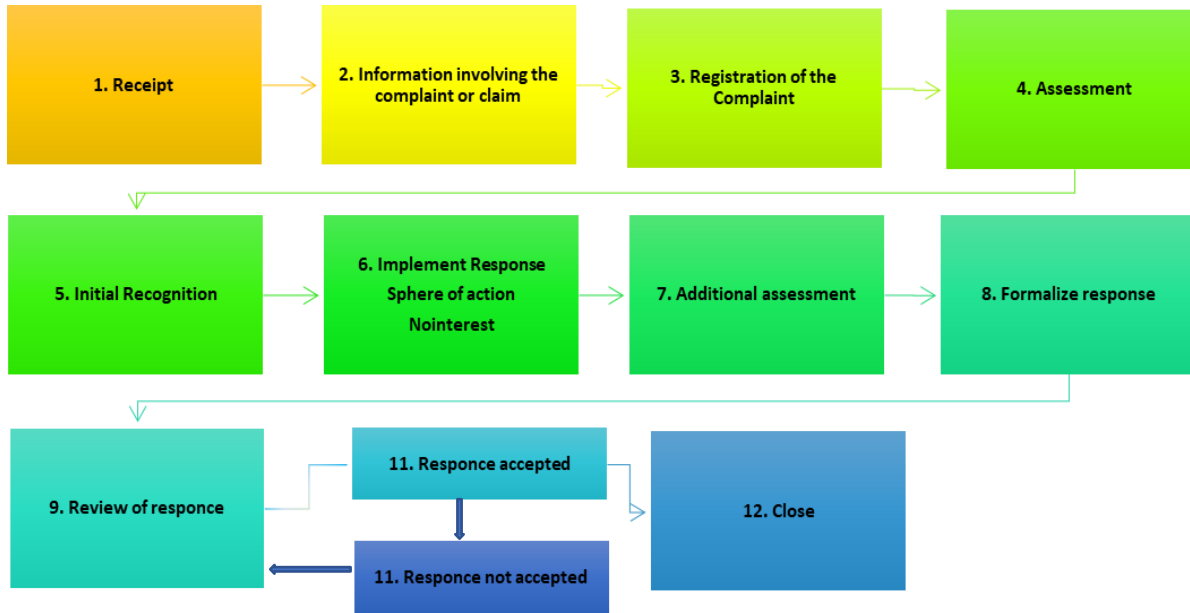 1. Receipt
2. Information involving the
complaint or claim
3. Registration of the
Complaint
4. Assessment
5. Initial Recognition
6. Implement Response
Sphere of action
Nointerest
7. Additional assessment
8. Formalize response
9. Review of responce
11. Responce accepted
11. Responce not accepted
12. Close